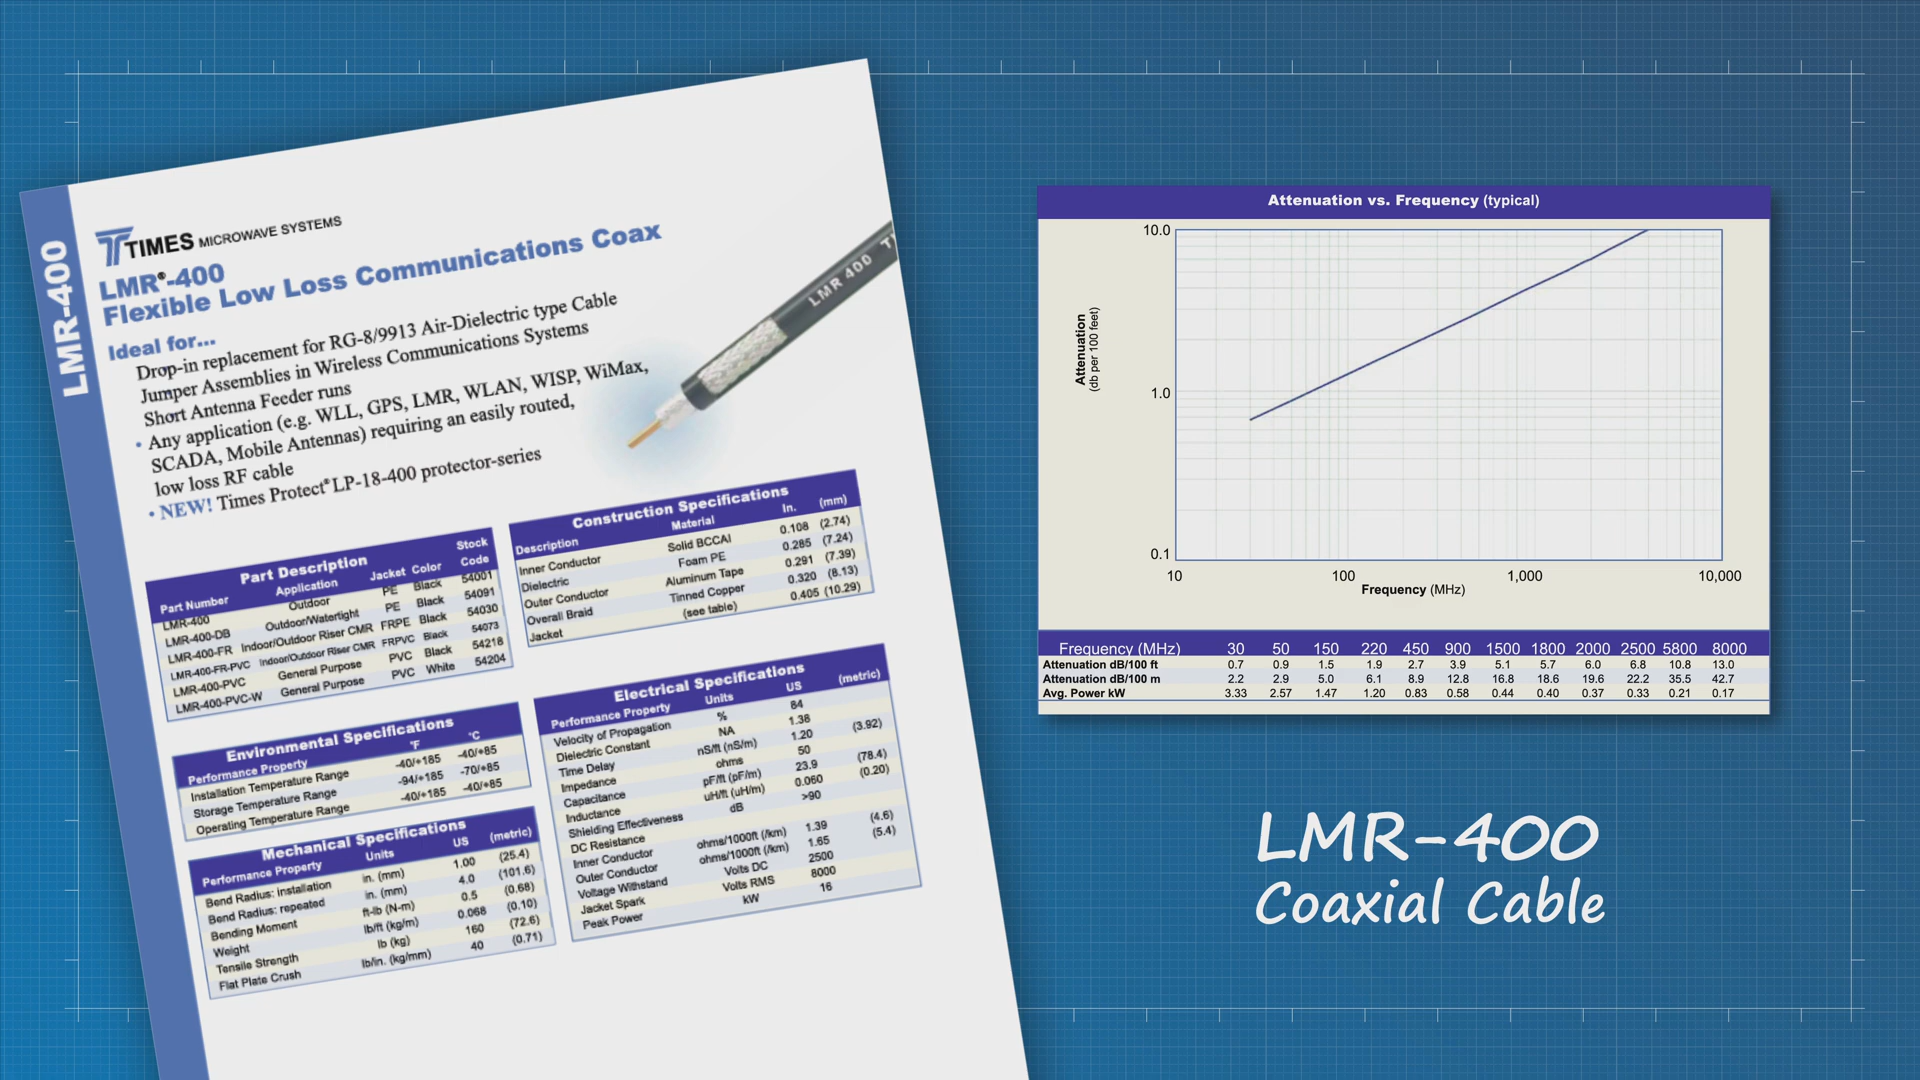 LMR-400
TIMES MICROWAVE SYSTEMS
LMR®-400
Flexible Low Loss Communications Coax
Ideal for...
Drop-in replacement for RG-8/9913 Air-Dielectric type Cable
Jumper Assemblies in Wireless Communications Systems
Short Antenna Feeder runs
• Any application (e.g. WLL, GPS, LMR, WLAN, WISP, WiMax,
SCADA, Mobile Antennas) requiring an easily routed,
low loss RF cable
• NEW! Times Protect® LP-18-400 protector-series
LMR 400 T
Part Description
Part Number Application Jacket Color Stock Code
LMR-400 Outdoor PE Black 54001
LMR-400-DB Outdoor/Watertight PE Black 54091
LMR-400-FR Indoor/Outdoor Riser CMR FRPE Black 54030
LMR-400-FR-PVC Indoor/Outdoor Riser CMR FRPVC Black 54073
LMR-400-PVC General Purpose PVC Black 54218
LMR-400-PVC-W General Purpose PVC White 54204
Construction Specifications
Description Material In. (mm)
Inner Conductor Solid BCCAI 0.108 (2.74)
Dielectric Foam PE 0.285 (7.24)
Outer Conductor Aluminum Tape 0.291 (7.39)
Overall Braid Tinned Copper 0.320 (8.13)
Jacket (see table) 0.405 (10.29)
Environmental Specifications
Performance Property °F °C
Installation Temperature Range -40/+185 -40/+85
Storage Temperature Range -94/+185 -70/+85
Operating Temperature Range -40/+185 -40/+85
Mechanical Specifications
Performance Property Units US (metric)
Bend Radius: installation in. (mm) 1.00 (25.4)
Bend Radius: repeated in. (mm) 4.0 (101.6)
Bending Moment ft-lb (N-m) 0.5 (0.68)
Weight lb/ft (kg/m) 0.068 (0.10)
Tensile Strength lb (kg) 160 (72.6)
Flat Plate Crush lb/in. (kg/mm) 40 (0.71)
Electrical Specifications
Performance Property Units US (metric)
Velocity of Propagation % 84
Dielectric Constant NA 1.38
Time Delay nS/ft (nS/m) 1.20 (3.92)
Impedance ohms 50
Capacitance pF/ft (pF/m) 23.9 (78.4)
Inductance uH/ft (uH/m) 0.060 (0.20)
Shielding Effectiveness dB >90
DC Resistance
Inner Conductor ohms/1000ft (/km) 1.39 (4.6)
Outer Conductor ohms/1000ft (/km) 1.65 (5.4)
Voltage Withstand Volts DC 2500
Jacket Spark Volts RMS 8000
Peak Power kW 16
Attenuation vs. Frequency (typical)
Attenuation
(db per 100 feet)
10.0
1.0
0.1
10 100 1,000 10,000
Frequency (MHz)
Frequency (MHz) 30 50 150 220 450 900 1500 1800 2000 2500 5800 8000
Attenuation dB/100 ft 0.7 0.9 1.5 1.9 2.7 3.9 5.1 5.7 6.0 6.8 10.8 13.0
Attenuation dB/100 m 2.2 2.9 5.0 6.1 8.9 12.8 16.8 18.6 19.6 22.2 35.5 42.7
Avg. Power kW 3.33 2.57 1.47 1.20 0.83 0.58 0.44 0.40 0.37 0.33 0.21 0.17
LMR-400
Coaxial Cable